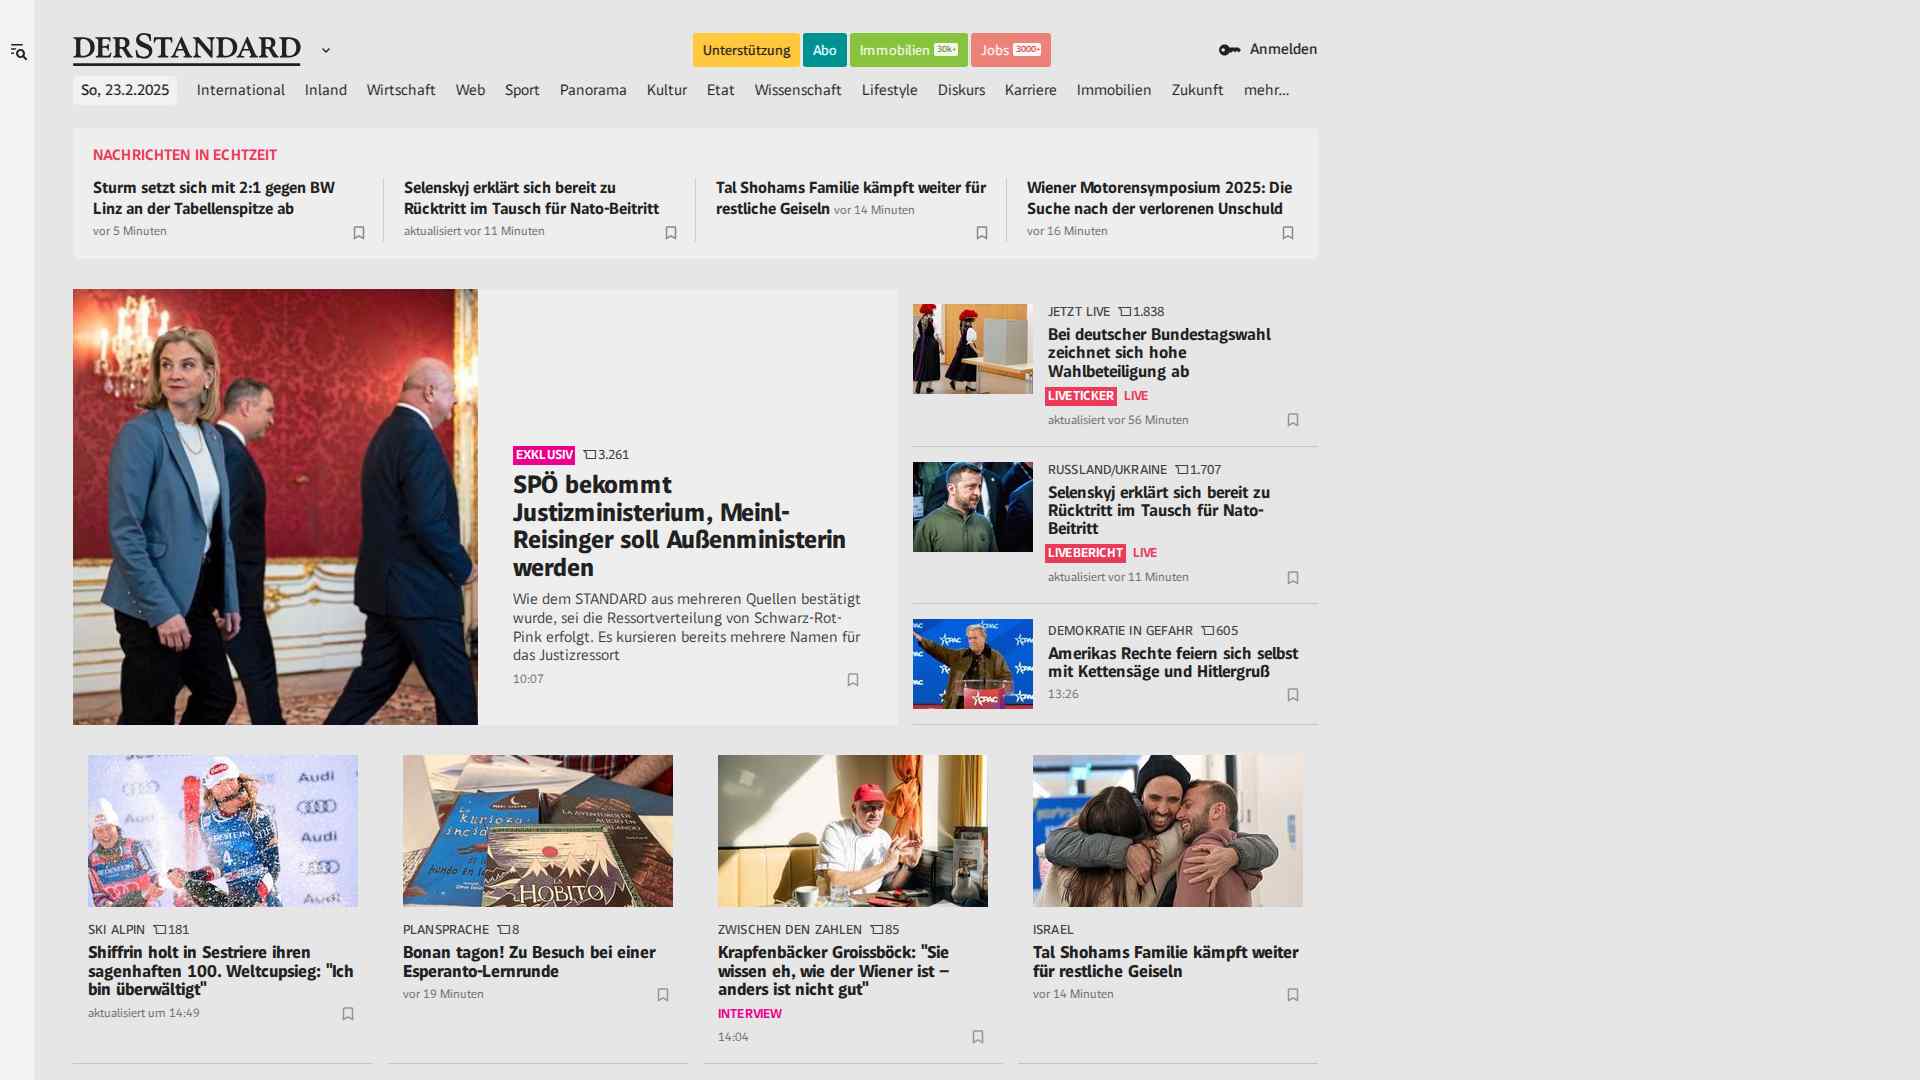 DERSTANDARD
Unterstützung
Abo
Immobilien 30k+
Jobs 3000+
Anmelden
So, 23.2.2025
International
Inland
Wirtschaft
Web
Sport
Panorama
Kultur
Etat
Wissenschaft
Lifestyle
Diskurs
Karriere
Immobilien
Zukunft
mehr...
NACHRICHTEN IN ECHTZEIT
Sturm setzt sich mit 2:1 gegen BW
Linz an der Tabellenspitze ab
vor 5 Minuten
Selenskyj erklärt sich bereit zu
Rücktritt im Tausch für Nato-Beitritt
aktualisiert vor 11 Minuten
Tal Shohams Familie kämpft weiter für
restliche Geiseln vor 14 Minuten
Wiener Motorensymposium 2025: Die
Suche nach der verlorenen Unschuld
vor 16 Minuten
EXKLUSIV 3.261
SPÖ bekommt
Justizministerium, Meinl-
Reisinger soll Außenministerin
werden
Wie dem STANDARD aus mehreren Quellen bestätigt
wurde, sei die Ressortverteilung von Schwarz-Rot-
Pink erfolgt. Es kursieren bereits mehrere Namen für
das Justizressort
10:07
JETZT LIVE 1.838
Bei deutscher Bundestagswahl
zeichnet sich hohe
Wahlbeteiligung ab
LIVETICKER LIVE
aktualisiert vor 56 Minuten
RUSSLAND/UKRAINE 1.707
Selenskyj erklärt sich bereit zu
Rücktritt im Tausch für Nato-
Beitritt
LIVEBERICHT LIVE
aktualisiert vor 11 Minuten
CPAC
CPAC
DEMOKRATIE IN GEFAHR 605
Amerikas Rechte feiern sich selbst
mit Kettensäge und Hitlergruß
13:26
Audi
Audi
Audi
4
SKI ALPIN 181
Shiffrin holt in Sestriere ihren
sagenhaften 100. Weltcupsieg: "Ich
bin überwältigt"
aktualisiert um 14:49
LA
HOBITO
PLANSPRACHE 8
Bonan tagon! Zu Besuch bei einer
Esperanto-Lernrunde
vor 19 Minuten
ZWISCHEN DEN ZAHLEN 85
Krapfenbäcker Groissböck: "Sie
wissen eh, wie der Wiener ist –
anders ist nicht gut"
INTERVIEW
14:04
ISRAEL
Tal Shohams Familie kämpft weiter
für restliche Geiseln
vor 14 Minuten